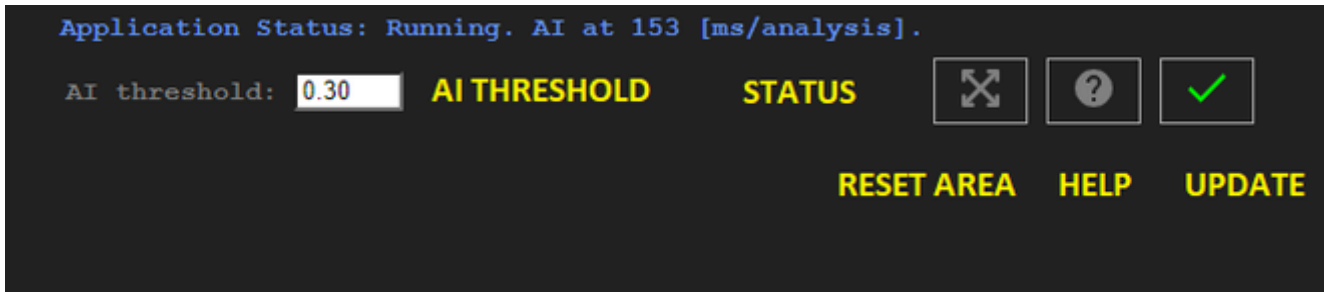 Application Status: Running. AI at 153 [ms/analysis].
AI threshold: 0.30 AI THRESHOLD STATUS ?
RESET AREA HELP UPDATE